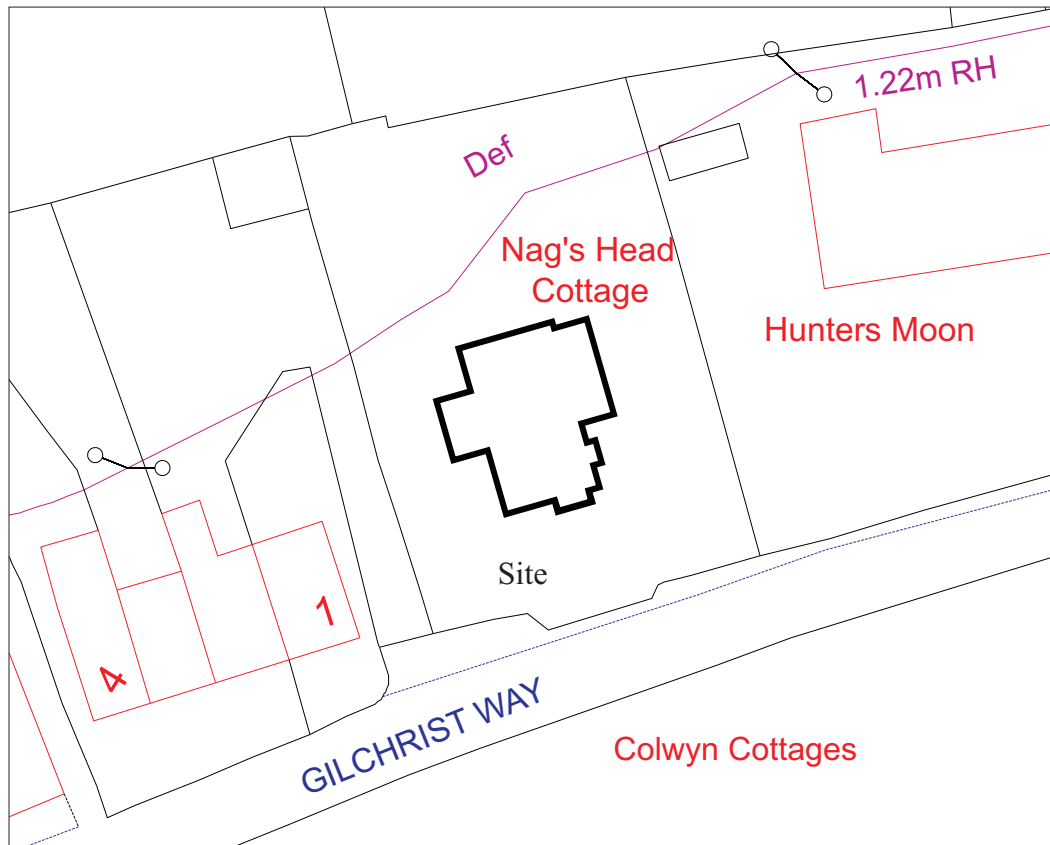 1.22m RH
Def
Nag's Head
Cottage
Hunters Moon
Site
1
4
GILCHRIST WAY
Colwyn Cottages